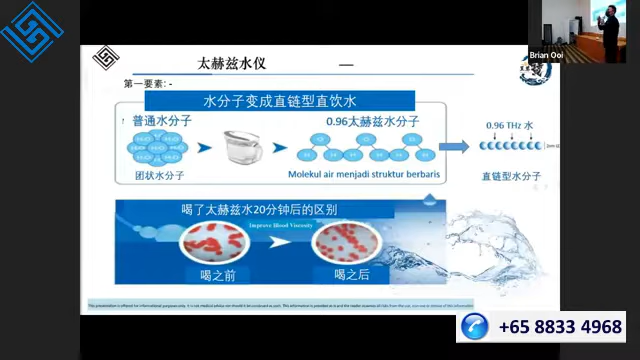 太赫兹水仪
—
Brian Ooi
第一要素: -
水分子变成直链型直饮水
普通水分子
0.96太赫兹水分子
0.96 THz 水
团状水分子
Molekul air menjadi struktur berbaris
直链型水分子
喝了太赫兹水20分钟后的区别
Improve Blood Viscosity
喝之前
喝之后
+65 8833 4968